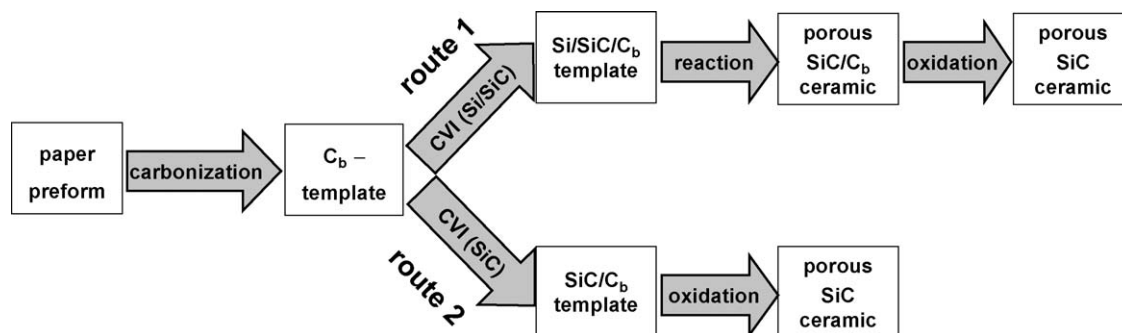 paper
preform
carbonization
C_b –
template
route 1
CVI (Si/SiC)
Si/SiC/C_b
template
reaction
porous
SiC/C_b
ceramic
oxidation
porous
SiC
ceramic
CVI (SiC)
route 2
SiC/C_b
template
oxidation
porous
SiC
ceramic